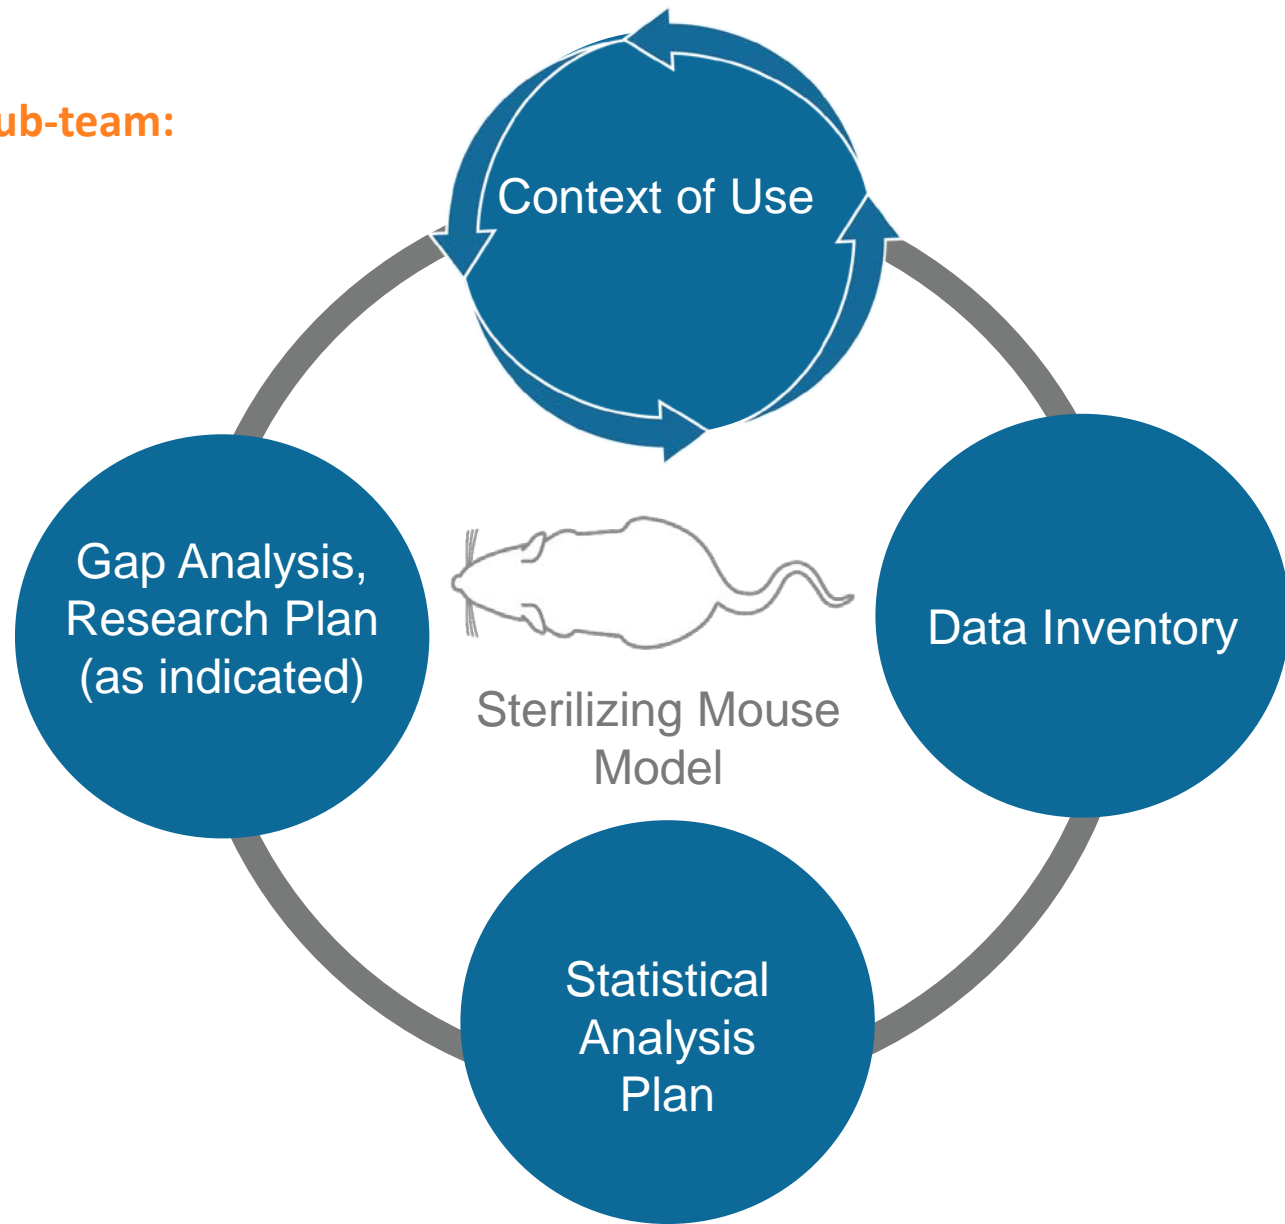 ub-team:
Context of Use
Gap Analysis,
Research Plan
(as indicated)
Data Inventory
Sterilizing Mouse
Model
Statistical
Analysis
Plan